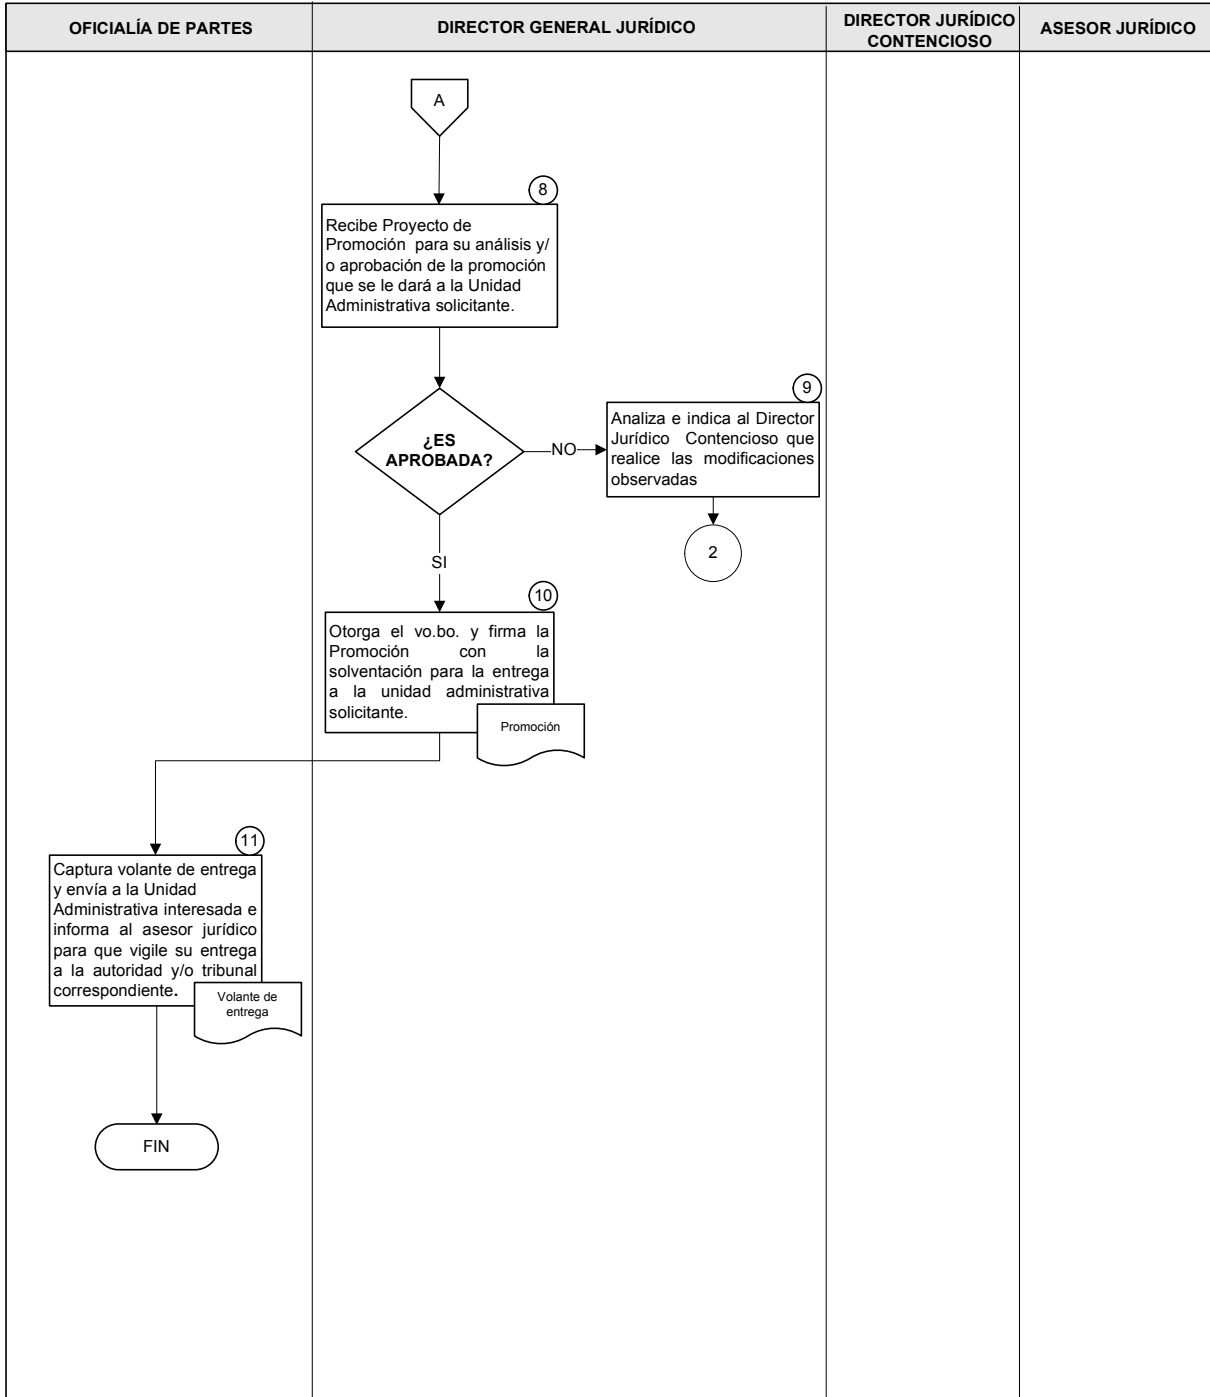 OFICIALÍA DE PARTES
DIRECTOR GENERAL JURÍDICO
DIRECTOR JURÍDICO
CONTENCIOSO
ASESOR JURÍDICO
A
8
Recibe Proyecto de
Promoción para su análisis y/
o aprobación de la promoción
que se le dará a la Unidad
Administrativa solicitante.
¿ES
APROBADA?
NO
9
Analiza e indica al Director
Jurídico Contencioso que
realice las modificaciones
observadas
2
SI
10
Otorga el vo.bo. y firma la
Promoción con la
solventación para la entrega
a la unidad administrativa
solicitante.
Promoción
11
Captura volante de entrega
y envía a la Unidad
Administrativa interesada e
informa al asesor jurídico
para que vigile su entrega
a la autoridad y/o tribunal
correspondiente.
Volante de
entrega
FIN